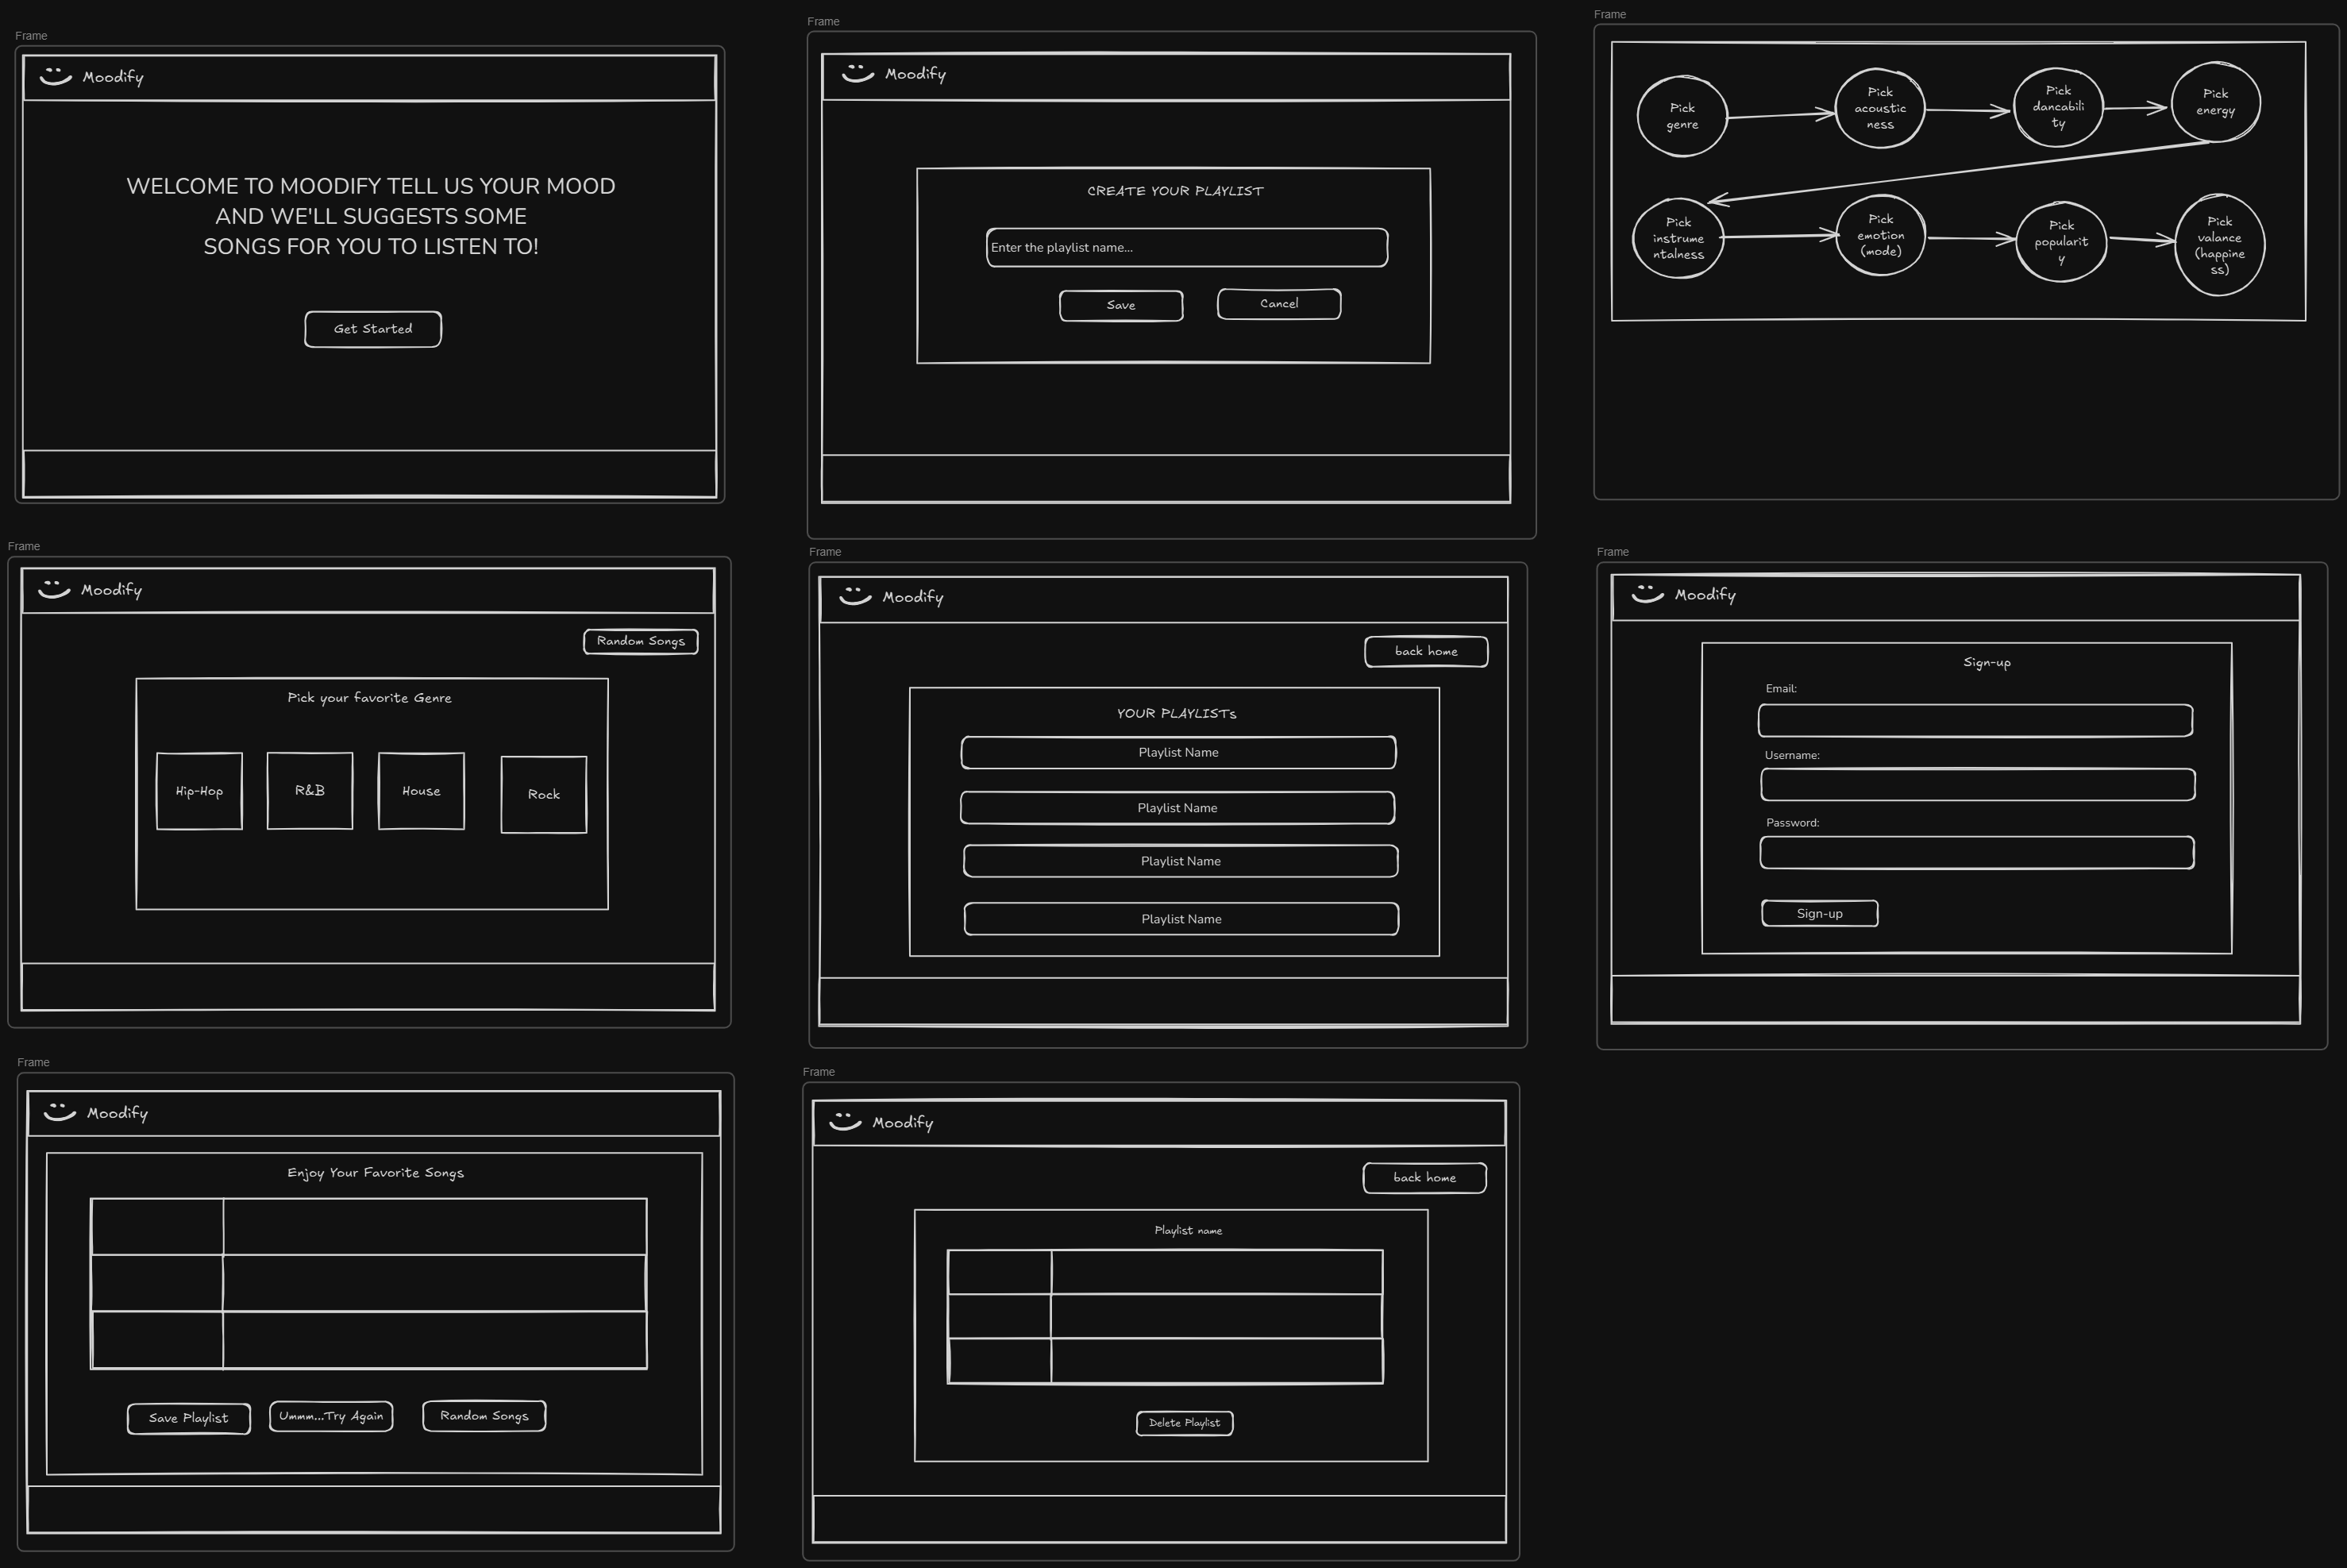 Frame
Moodify
WELCOME TO MOODIFY TELL US YOUR MOOD
AND WE'LL SUGGESTS SOME
SONGS FOR YOU TO LISTEN TO!
Get Started
Frame
Moodify
CREATE YOUR PLAYLIST
Enter the playlist name...
Save
Cancel
Frame
Pick
genre
Pick
acoustic
ness
Pick
dancabili
ty
Pick
energy
Pick
instrume
ntalness
Pick
emotion
(mode)
Pick
popularit
y
Pick
valance
(happine
ss)
Frame
Moodify
Random Songs
Pick your favorite Genre
Hip-Hop
R&B
House
Rock
Frame
Moodify
back home
YOUR PLAYLISTs
Playlist Name
Playlist Name
Playlist Name
Playlist Name
Frame
Moodify
Sign-up
Email:
Username:
Password:
Sign-up
Frame
Moodify
Enjoy Your Favorite Songs
Save Playlist
Ummm...Try Again
Random Songs
Frame
Moodify
back home
Playlist name
Delete Playlist